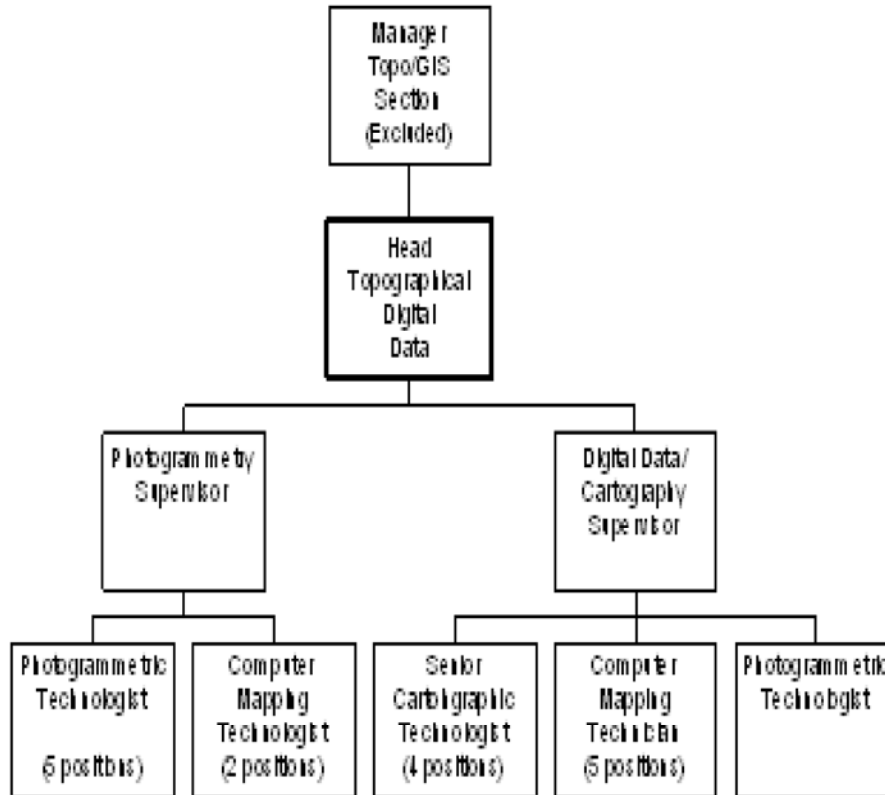 Manager
Topo/GIS
Section
(Excluded)
Head
Topographical
Digital
Data
Photogrammetry
Supervisor
Digital Data/
Cartography
Supervisor
Photogrammetric
Technologist
(5 positions)
Computer
Mapping
Technologist
(2 positions)
Senior
Cartohgraphic
Technologist
(4 positions)
Computer
Mapping
Technician
(5 positions)
Photogrammetric
Technologist